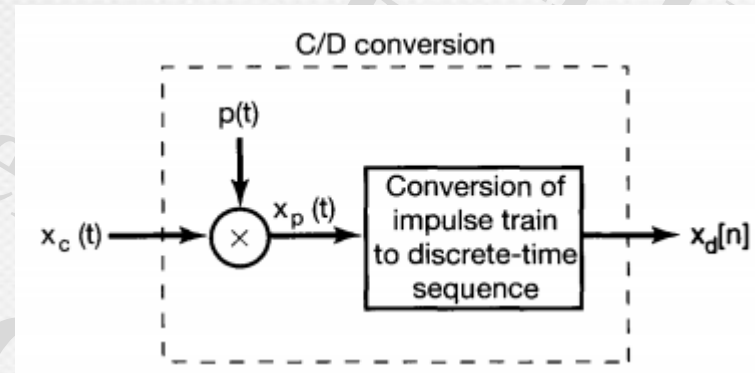 C/D conversion
p(t)
x_c (t)
×
x_p (t)
Conversion of
impulse train
to discrete-time
sequence
x_d[n]